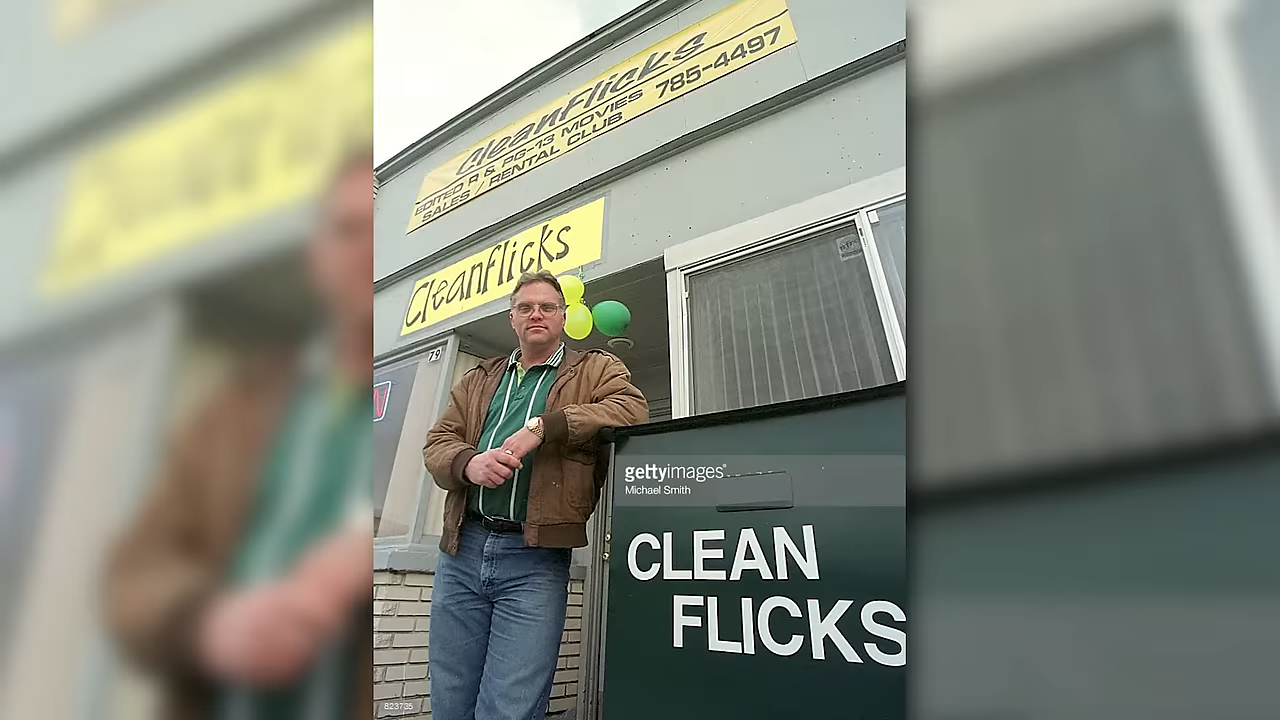 CleanFlicks
EDITED R & PG-13 MOVIES 785-4497
SALES / RENTAL CLUB
Cleanflicks
79
gettyimages®
Michael Smith
CLEAN
FLICKS
823735